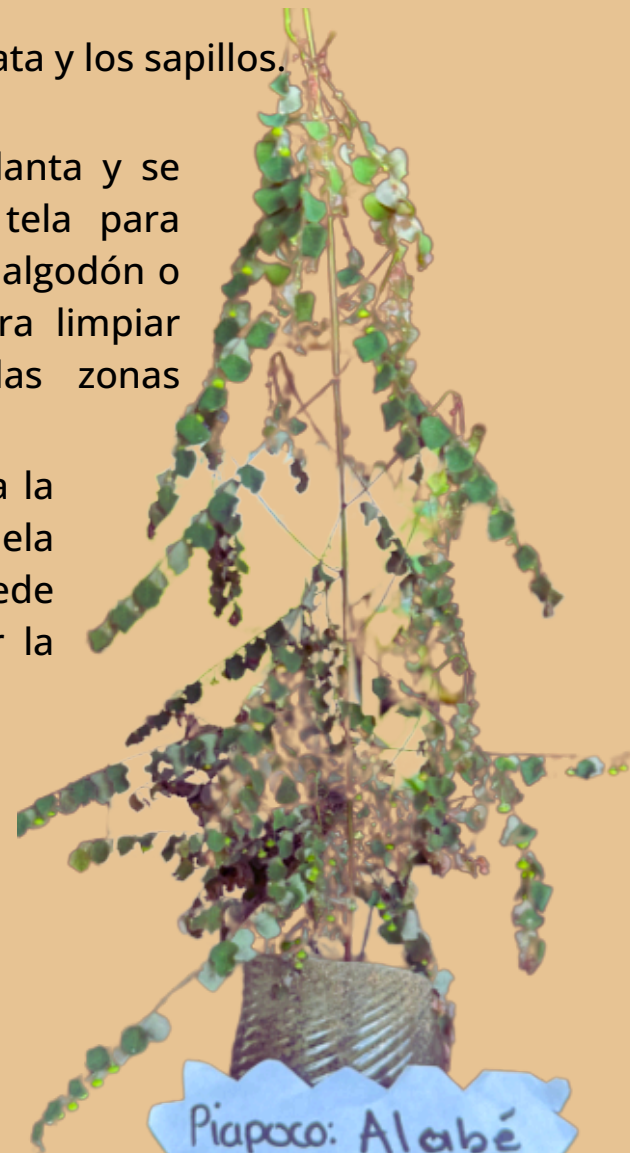 ata y los sapillos.
lanta y se
tela para
algodón o
ra limpiar
las zonas
a la
ela
ede
r la
Piapoco: Alabé